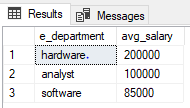 Results Messages
e_department avg_salary
1 hardware. 200000
2 analyst 100000
3 software 85000